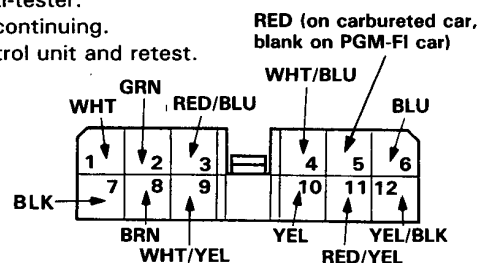 ti-tester.
continuing.
trol unit and retest.
RED (on carbureted car,
blank on PGM-FI car)
WHT/BLU
GRN
WHT
RED/BLU
BLU
1 2 3 4 5 6
7 8 9 10 11 12
BLK
BRN
WHT/YEL
YEL
RED/YEL
YEL/BLK